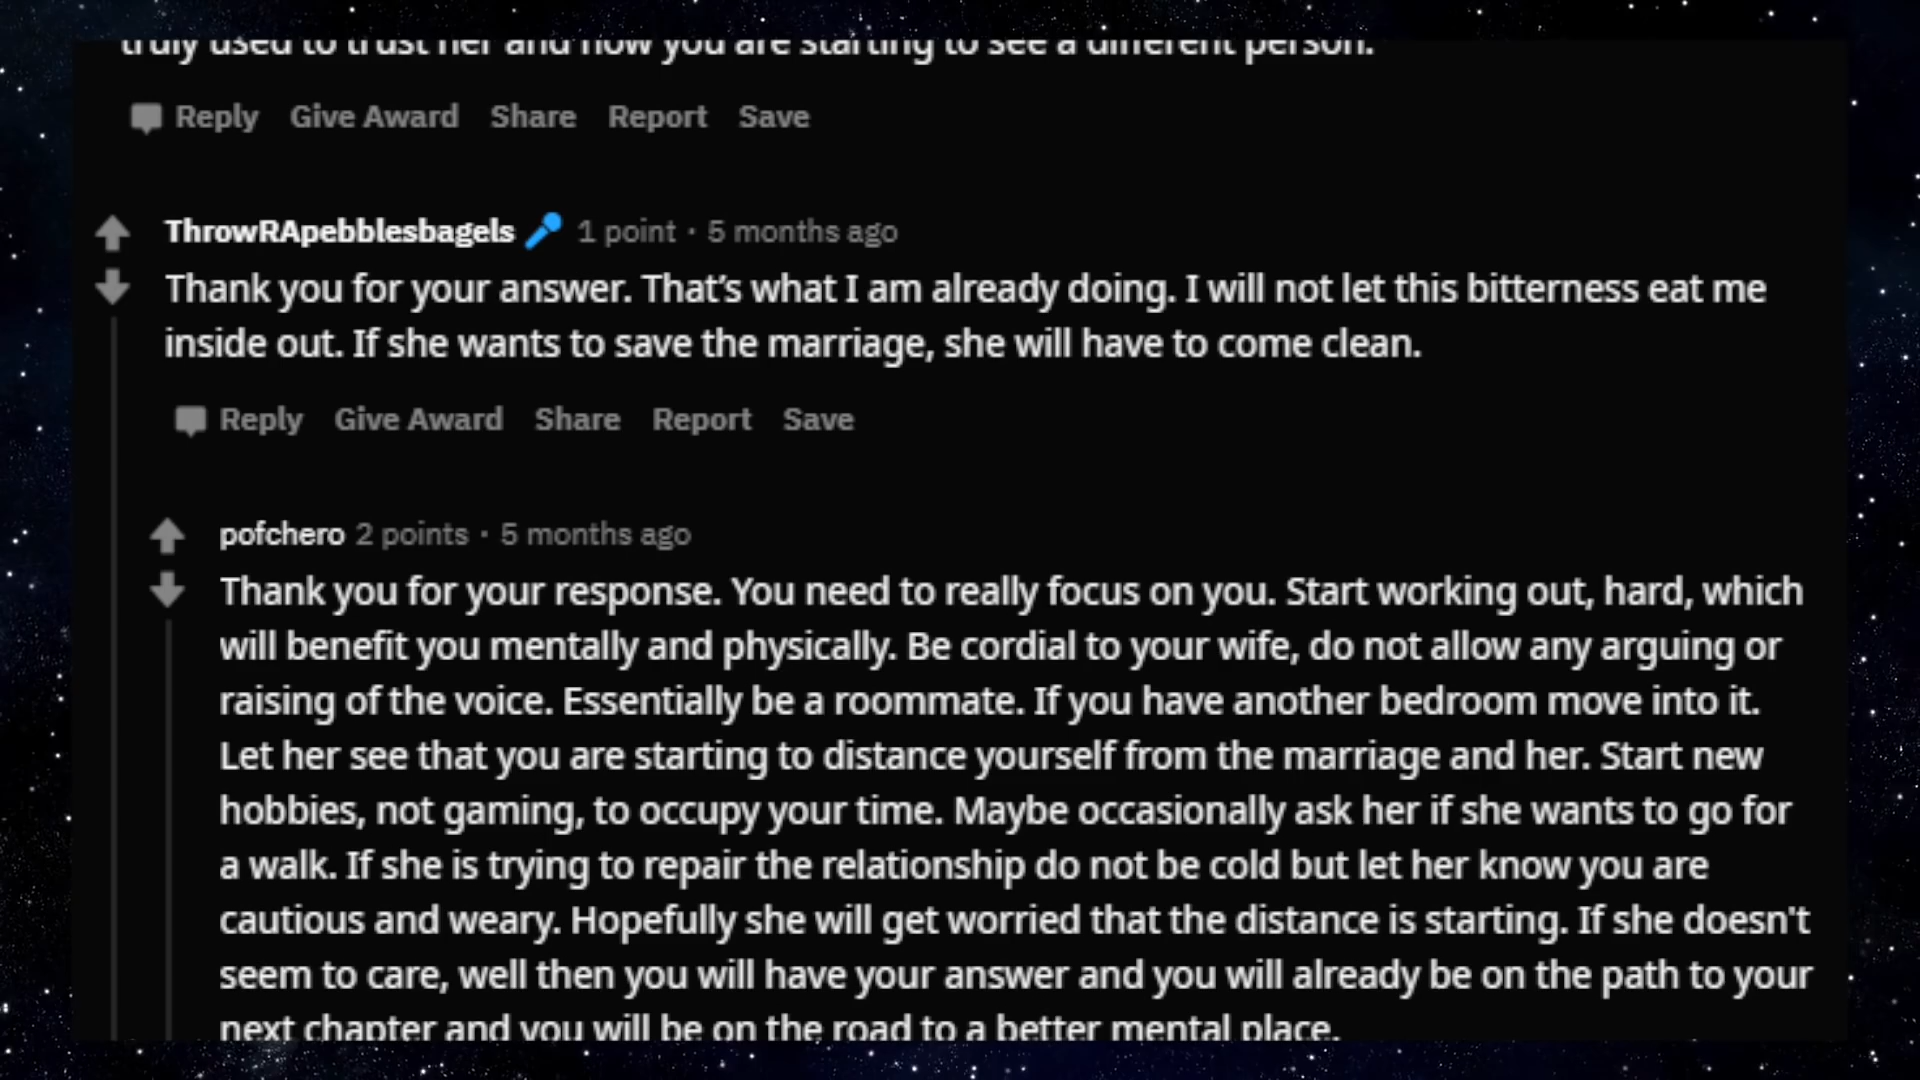 truly used to trust her and now you are starting to see a different person.
Reply Give Award Share Report Save
ThrowRApebblesbagels 1 point · 5 months ago
Thank you for your answer. That's what I am already doing. I will not let this bitterness eat me
inside out. If she wants to save the marriage, she will have to come clean.
Reply Give Award Share Report Save
pofchero 2 points · 5 months ago
Thank you for your response. You need to really focus on you. Start working out, hard, which
will benefit you mentally and physically. Be cordial to your wife, do not allow any arguing or
raising of the voice. Essentially be a roommate. If you have another bedroom move into it.
Let her see that you are starting to distance yourself from the marriage and her. Start new
hobbies, not gaming, to occupy your time. Maybe occasionally ask her if she wants to go for
a walk. If she is trying to repair the relationship do not be cold but let her know you are
cautious and weary. Hopefully she will get worried that the distance is starting. If she doesn't
seem to care, well then you will have your answer and you will already be on the path to your
next chapter and you will be on the road to a better mental place.